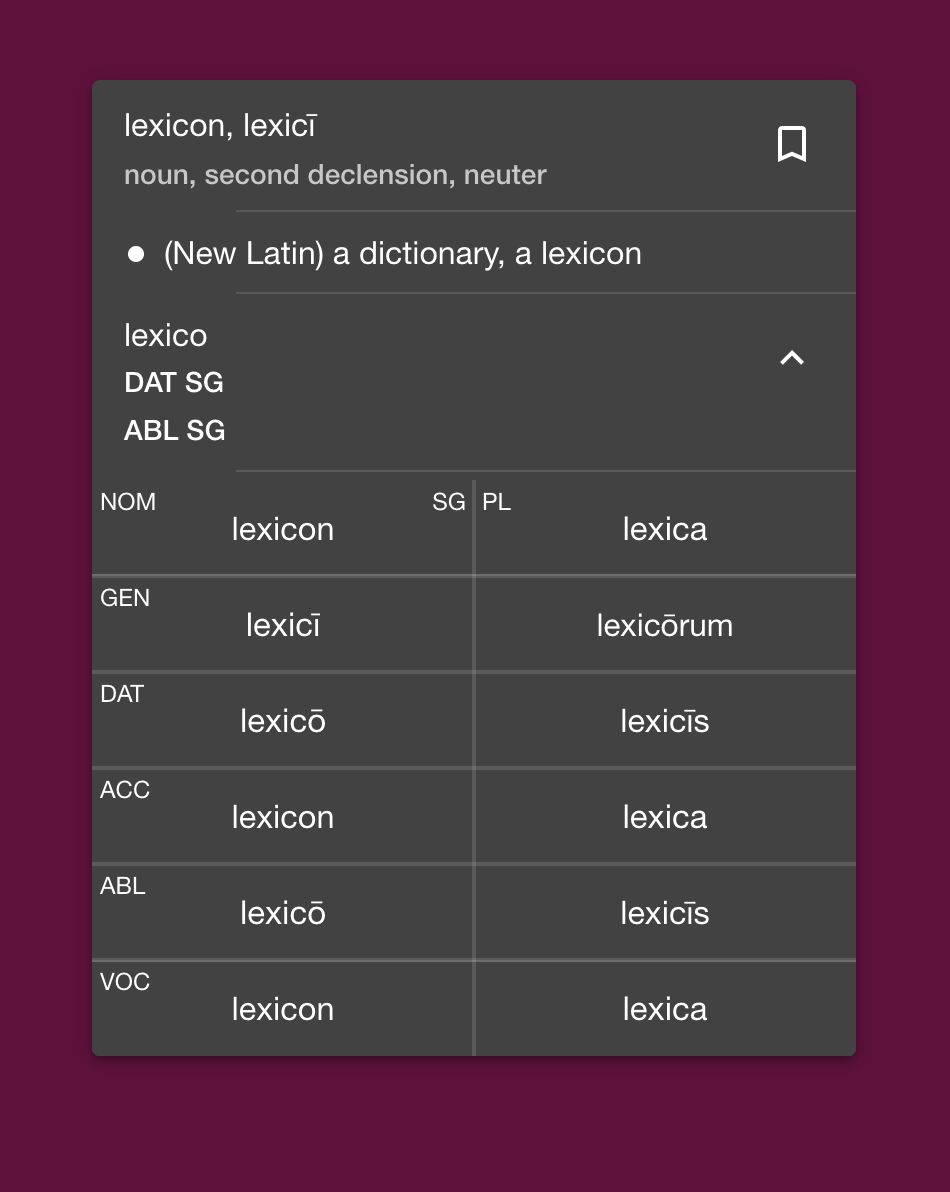 lexicon, lexicī
noun, second declension, neuter
(New Latin) a dictionary, a lexicon
lexico
DAT SG
ABL SG
NOM lexicon SG PL lexica
GEN lexicī lexicōrum
DAT lexicō lexicīs
ACC lexicon lexica
ABL lexicō lexicīs
VOC lexicon lexica